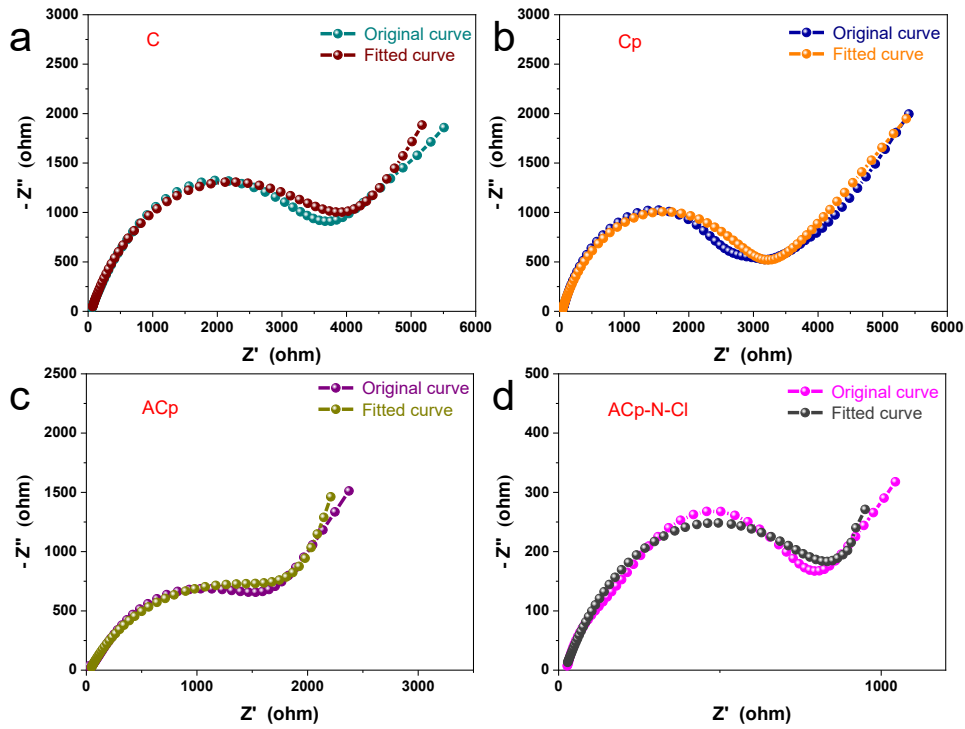 a
C
Original curve
Fitted curve
3000
2500
2000
1500
1000
500
0
- Z'' (ohm)
0 1000 2000 3000 4000 5000 6000
Z' (ohm)
b
Cp
Original curve
Fitted curve
3000
2500
2000
1500
1000
500
0
- Z'' (ohm)
0 1000 2000 3000 4000 5000 6000
Z' (ohm)
c
ACp
Original curve
Fitted curve
2500
2000
1500
1000
500
0
- Z'' (ohm)
0 1000 2000 3000
Z' (ohm)
d
ACp-N-Cl
Original curve
Fitted curve
500
400
300
200
100
0
- Z'' (ohm)
0 1000
Z' (ohm)